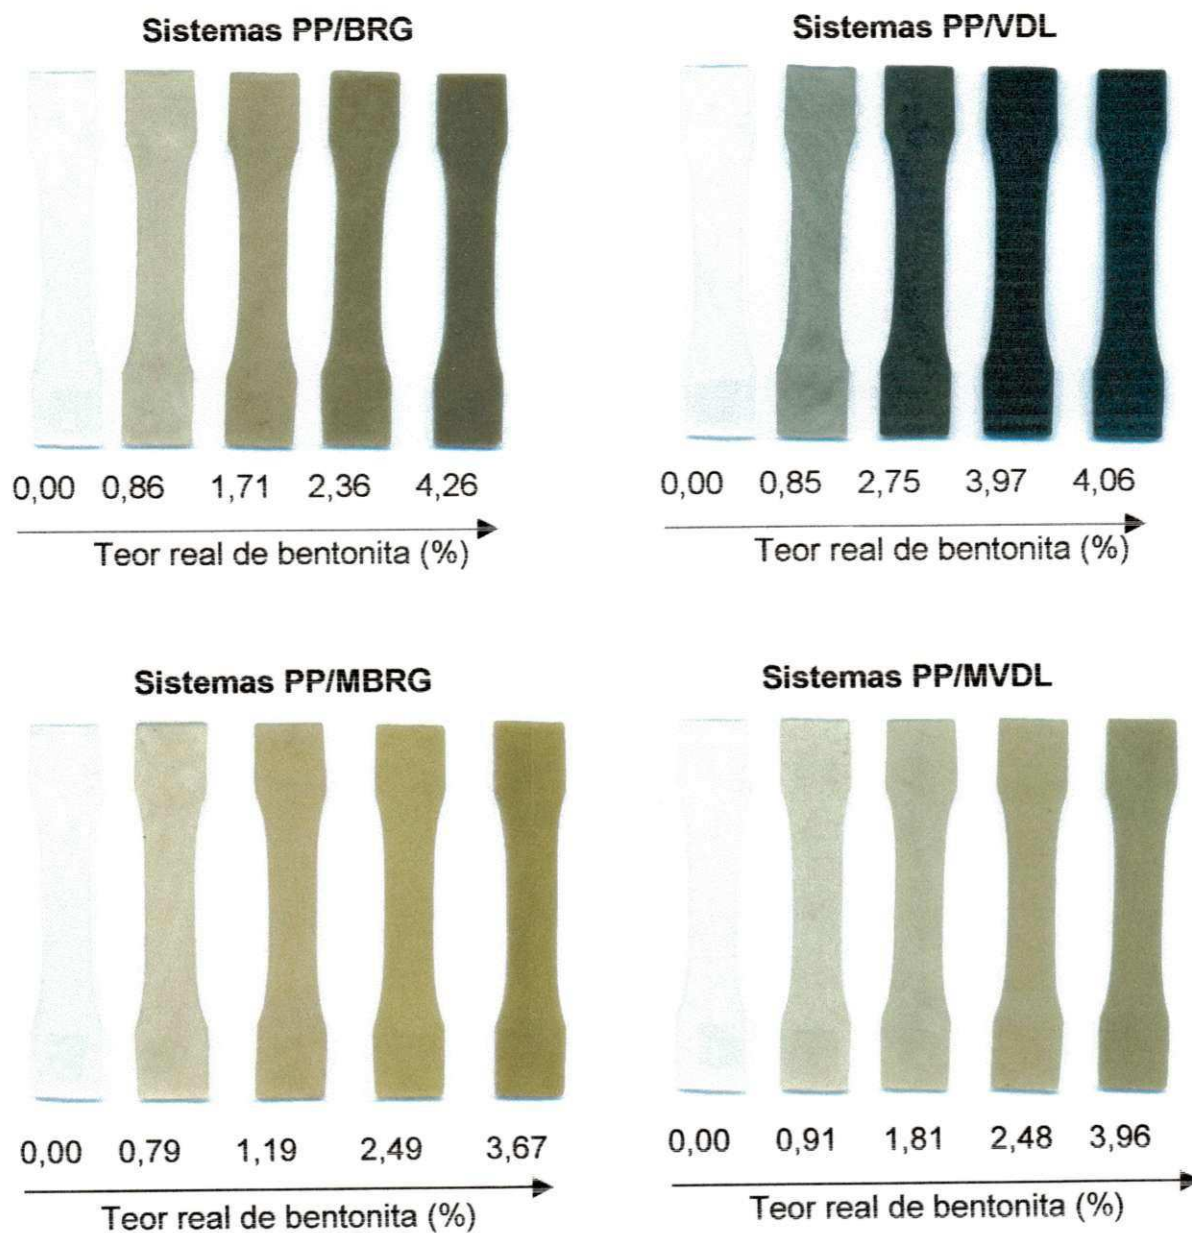 Sistemas PP/BRG
0,00 0,86 1,71 2,36 4,26
Teor real de bentonita (%)
Sistemas PP/VDL
0,00 0,85 2,75 3,97 4,06
Teor real de bentonita (%)
Sistemas PP/MBRG
0,00 0,79 1,19 2,49 3,67
Teor real de bentonita (%)
Sistemas PP/MVDL
0,00 0,91 1,81 2,48 3,96
Teor real de bentonita (%)